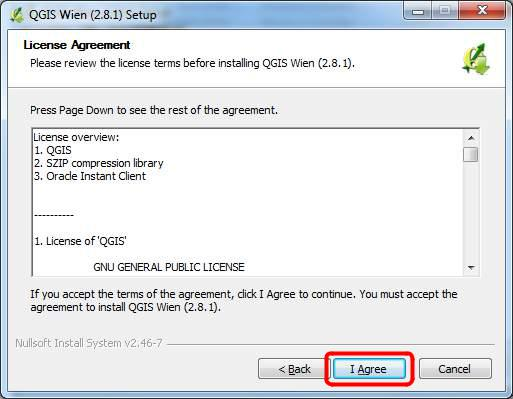 QGIS Wien (2.8.1) Setup
License Agreement
Please review the license terms before installing QGIS Wien (2.8.1).
Press Page Down to see the rest of the agreement.
License overview:
1. QGIS
2. SZIP compression library
3. Oracle Instant Client
----------
1. License of 'QGIS'
GNU GENERAL PUBLIC LICENSE
If you accept the terms of the agreement, click I Agree to continue. You must accept the
agreement to install QGIS Wien (2.8.1).
Nullsoft Install System v2.46-7
< Back I Agree Cancel